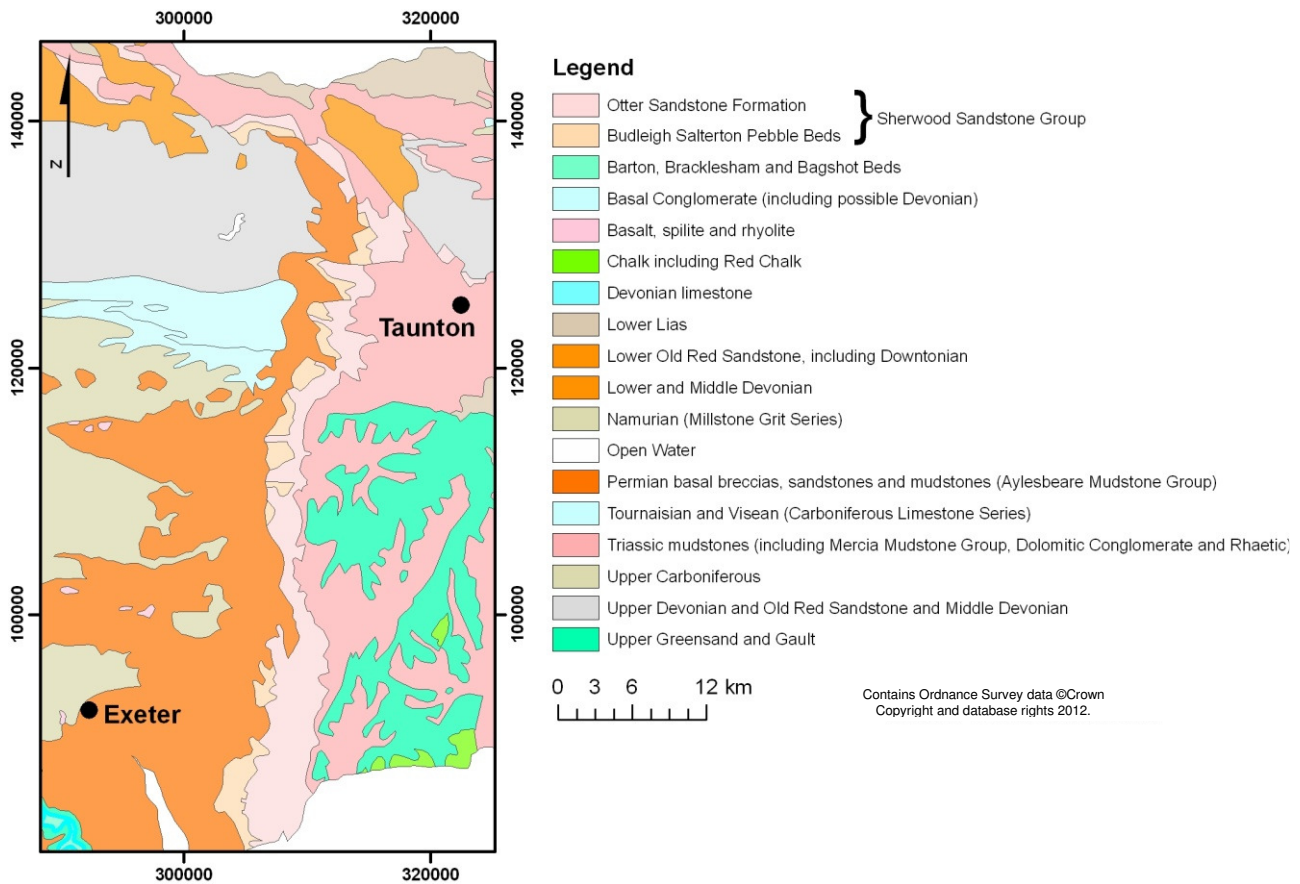 300000
320000
140000
120000
100000
N
Taunton
Exeter
140000
120000
100000
300000
320000
Legend
Otter Sandstone Formation
Budleigh Salterton Pebble Beds
} Sherwood Sandstone Group
Barton, Bracklesham and Bagshot Beds
Basal Conglomerate (including possible Devonian)
Basalt, spilite and rhyolite
Chalk including Red Chalk
Devonian limestone
Lower Lias
Lower Old Red Sandstone, including Downtonian
Lower and Middle Devonian
Namurian (Millstone Grit Series)
Open Water
Permian basal breccias, sandstones and mudstones (Aylesbeare Mudstone Group)
Tournaisian and Visean (Carboniferous Limestone Series)
Triassic mudstones (including Mercia Mudstone Group, Dolomitic Conglomerate and Rhaetic)
Upper Carboniferous
Upper Devonian and Old Red Sandstone and Middle Devonian
Upper Greensand and Gault
0 3 6 12 km
Contains Ordnance Survey data ©Crown
Copyright and database rights 2012.